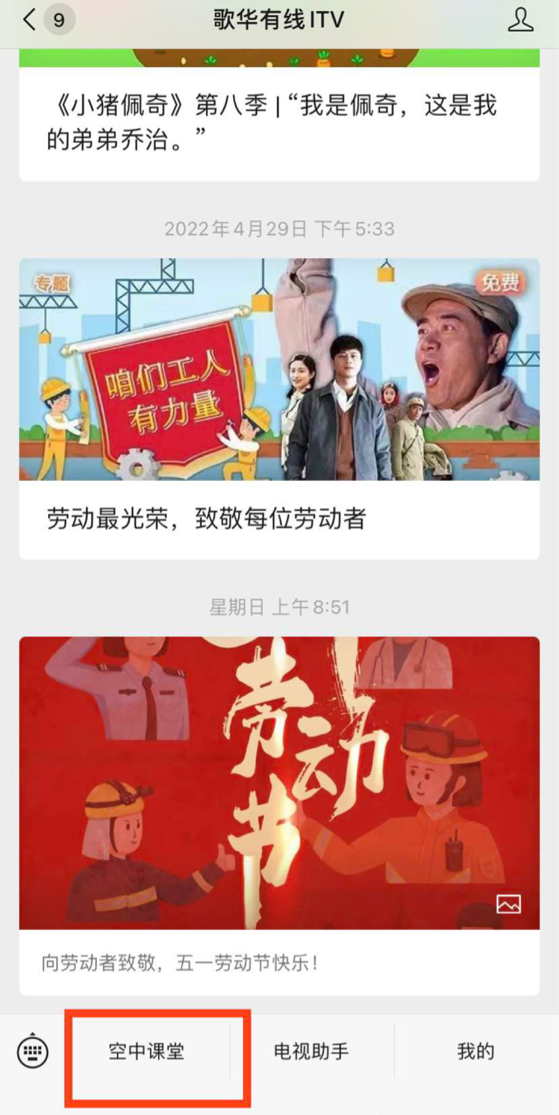 9
歌华有线ITV
《小猪佩奇》第八季 | “我是佩奇，这是我
的弟弟乔治。”
2022年4月29日 下午5:33
专题
免费
咱们工人
有力量
劳动最光荣，致敬每位劳动者
星期日 上午8:51
劳动节
向劳动者致敬，五一劳动节快乐！
空中课堂
电视助手
我的